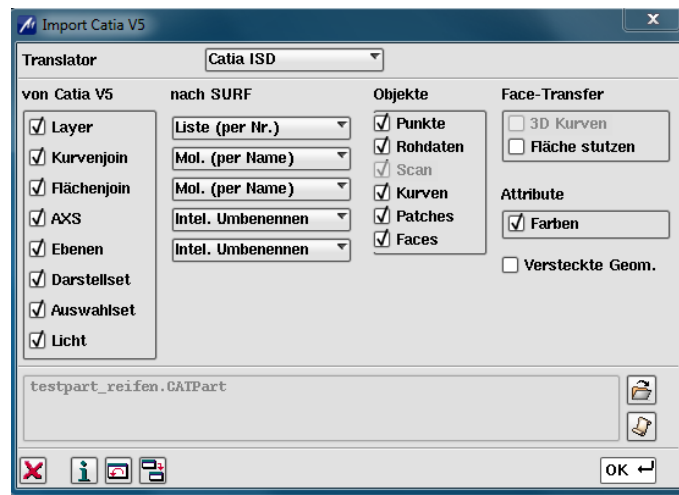 Import Catia V5
Translator
Catia ISD
von Catia V5
nach SURF
Objekte
Face-Transfer
Layer
Liste (per Nr.)
Punkte
3D Kurven
Kurvenjoin
Mol. (per Name)
Rohdaten
Fläche stutzen
Flächenjoin
Mol. (per Name)
Scan
Attribute
AXS
Intel. Umbenennen
Kurven
Farben
Ebenen
Intel. Umbenennen
Patches
Versteckte Geom.
Darstellset
Faces
Auswahlset
Licht
testpart_reifen.CATPart
OK